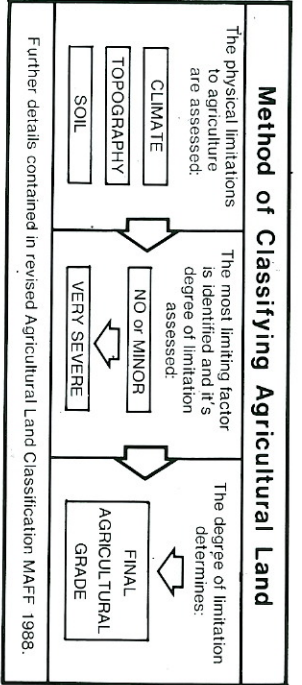 Method of Classifying Agricultural Land
The physical limitations
to agriculture
are assessed:
CLIMATE
TOPOGRAPHY
SOIL
The most limiting factor
is identified and it's
degree of limitation
assessed:
NO or MINOR
VERY SEVERE
The degree of limitation
determines:
FINAL
AGRICULTURAL
GRADE
Further details contained in revised Agricultural Land Classification MAFF 1988.